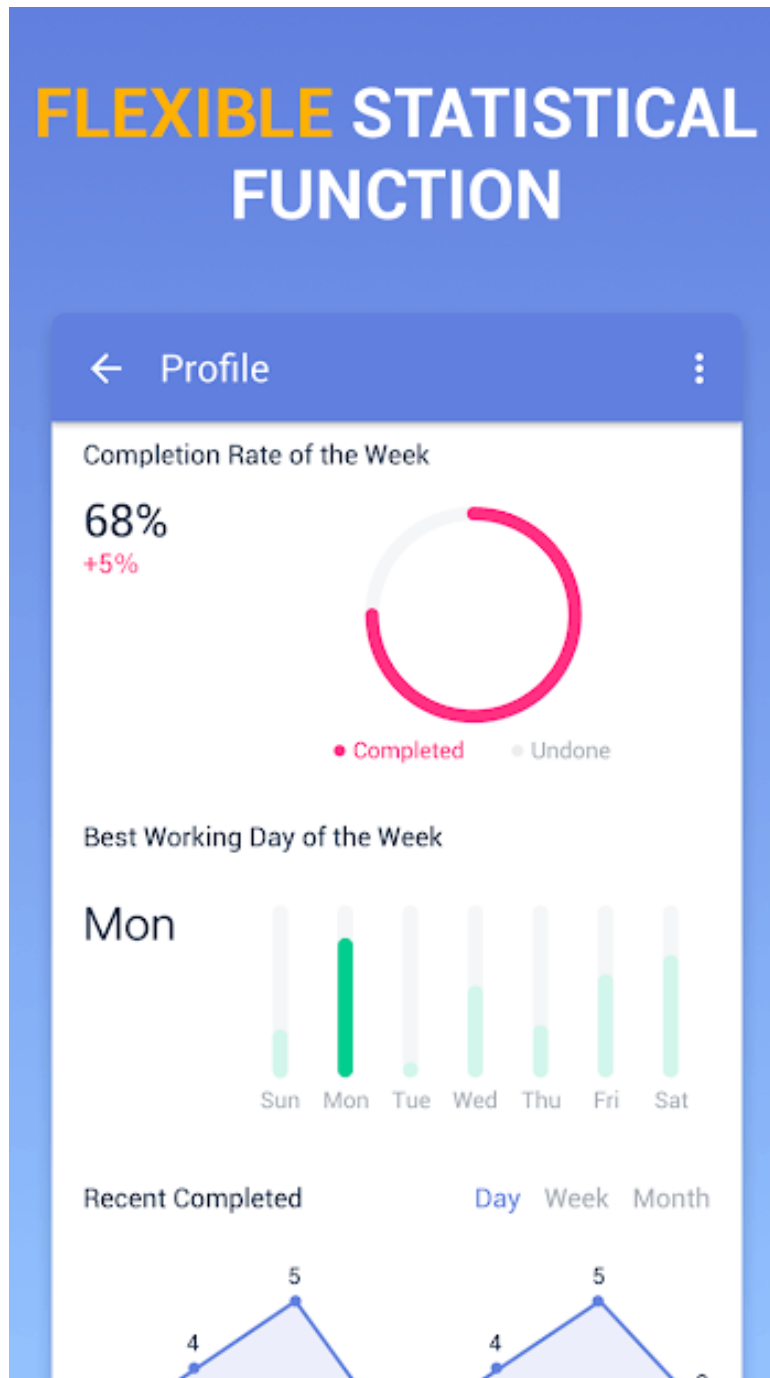 FLEXIBLE STATISTICAL
FUNCTION
Profile
Completion Rate of the Week
68%
+5%
Completed Undone
Best Working Day of the Week
Mon
Sun Mon Tue Wed Thu Fri Sat
Recent Completed Day Week Month
5 5
4 4